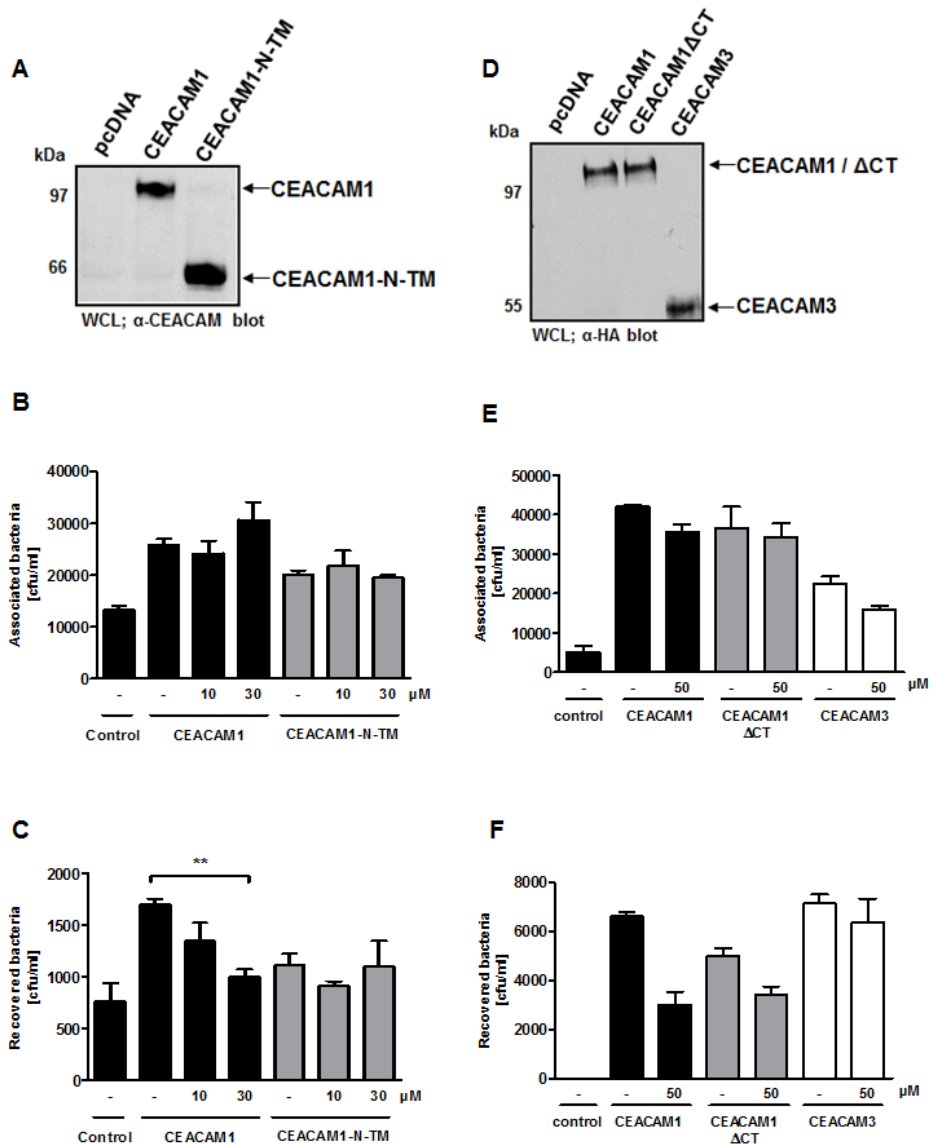 A
pcDNA
CEACAM1
CEACAM1-N-TM
kDa
97
66
CEACAM1
CEACAM1-N-TM
WCL; α-CEACAM blot
D
pcDNA
CEACAM1
CEACAM1ΔCT
CEACAM3
kDa
97
55
CEACAM1 / ΔCT
CEACAM3
WCL; α-HA blot
B
Associated bacteria
[cfu/ml]
40000
30000
20000
10000
0
- - 10 30 - 10 30 µM
Control CEACAM1 CEACAM1-N-TM
E
Associated bacteria
[cfu/ml]
50000
40000
30000
20000
10000
0
- - 50 - 50 - 50 µM
control CEACAM1 CEACAM1 CEACAM3
ΔCT
C
Recovered bacteria
[cfu/ml]
2000
1500
1000
500
0
**
- - 10 30 - 10 30 µM
Control CEACAM1 CEACAM1-N-TM
F
Recovered bacteria
[cfu/ml]
8000
6000
4000
2000
0
- - 50 - 50 - 50 µM
control CEACAM1 CEACAM1 CEACAM3
ΔCT